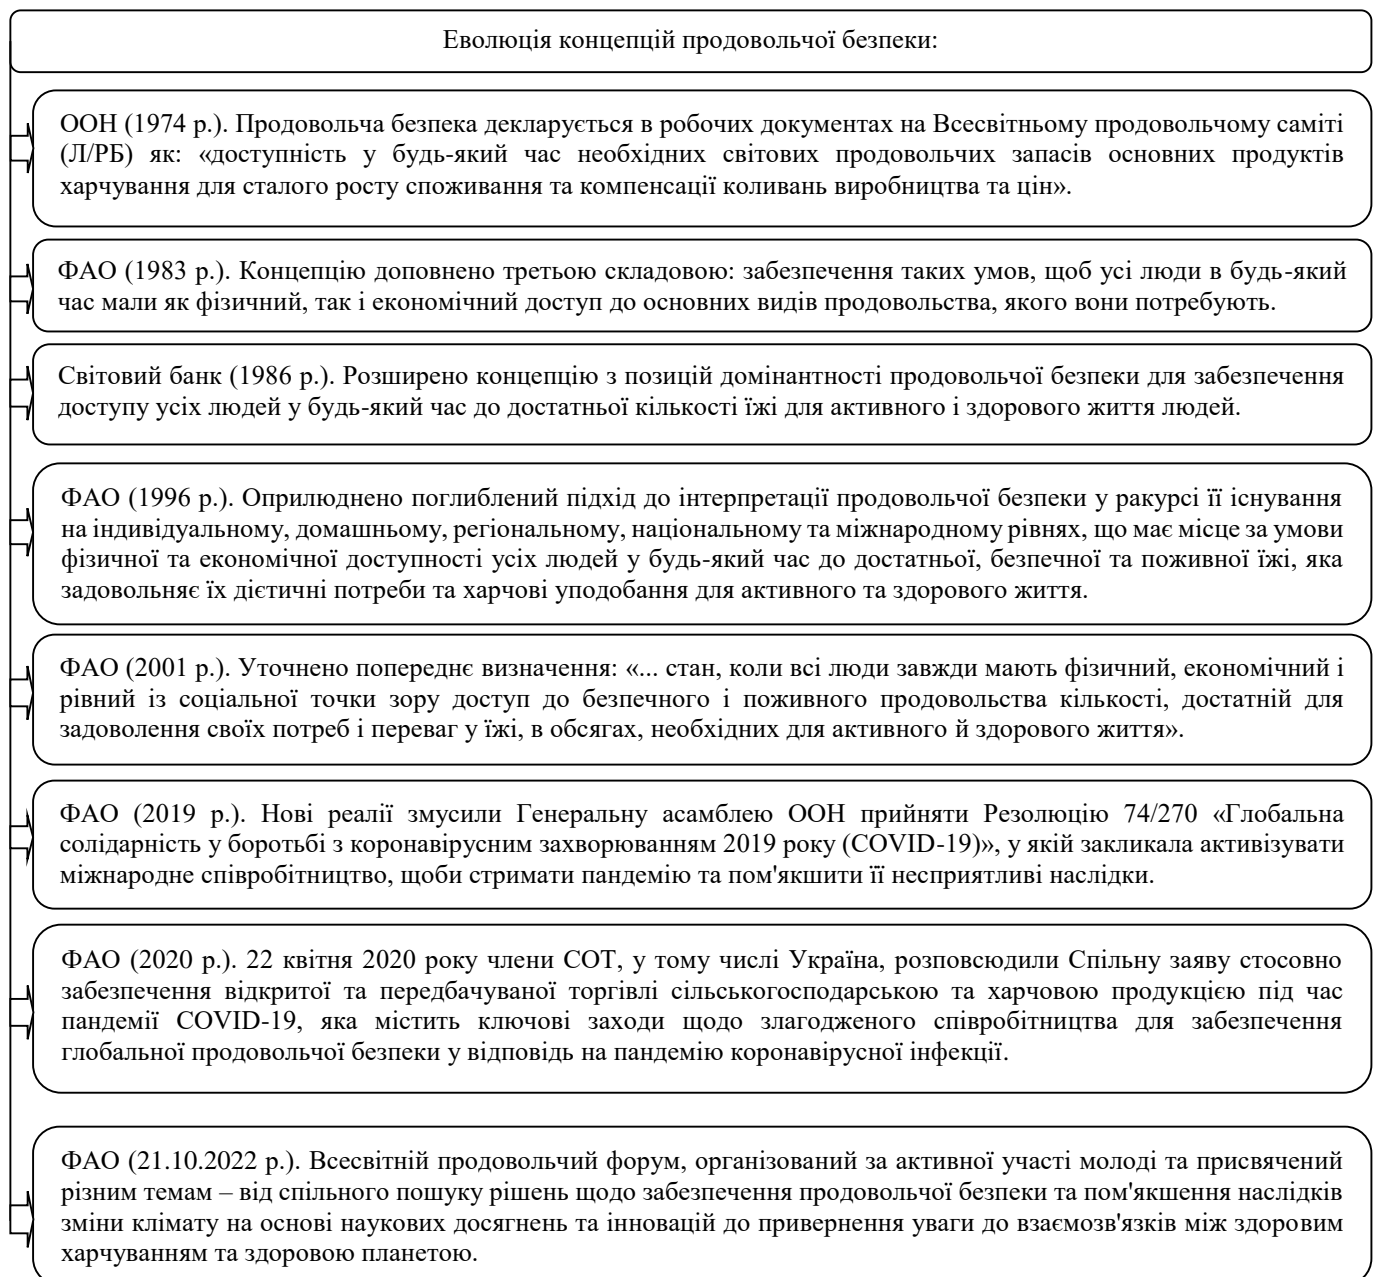 Еволюція концепцій продовольчої безпеки:
ООН (1974 р.). Продовольча безпека декларується в робочих документах на Всесвітньому продовольчому саміті
(Л/РБ) як: «доступність у будь-який час необхідних світових продовольчих запасів основних продуктів
харчування для сталого росту споживання та компенсації коливань виробництва та цін».
ФАО (1983 р.). Концепцію доповнено третьою складовою: забезпечення таких умов, щоб усі люди в будь-який
час мали як фізичний, так і економічний доступ до основних видів продовольства, якого вони потребують.
Світовий банк (1986 р.). Розширено концепцію з позицій домінантності продовольчої безпеки для забезпечення
доступу усіх людей у будь-який час до достатньої кількості їжі для активного і здорового життя людей.
ФАО (1996 р.). Оприлюднено поглиблений підхід до інтерпретації продовольчої безпеки у ракурсі її існування
на індивідуальному, домашньому, регіональному, національному та міжнародному рівнях, що має місце за умови
фізичної та економічної доступності усіх людей у будь-який час до достатньої, безпечної та поживної їжі, яка
задовольняє їх дієтичні потреби та харчові уподобання для активного та здорового життя.
ФАО (2001 р.). Уточнено попереднє визначення: «... стан, коли всі люди завжди мають фізичний, економічний і
рівний із соціальної точки зору доступ до безпечного і поживного продовольства кількості, достатній для
задоволення своїх потреб і переваг у їжі, в обсягах, необхідних для активного й здорового життя».
ФАО (2019 р.). Нові реалії змусили Генеральну асамблею ООН прийняти Резолюцію 74/270 «Глобальна
солідарність у боротьбі з коронавірусним захворюванням 2019 року (COVID-19)», у якій закликала активізувати
міжнародне співробітництво, щоби стримати пандемію та пом'якшити її несприятливі наслідки.
ФАО (2020 р.). 22 квітня 2020 року члени СОТ, у тому числі Україна, розповсюдили Спільну заяву стосовно
забезпечення відкритої та передбачуваної торгівлі сільськогосподарською та харчовою продукцією під час
пандемії COVID-19, яка містить ключові заходи щодо злагодженого співробітництва для забезпечення
глобальної продовольчої безпеки у відповідь на пандемію коронавірусної інфекції.
ФАО (21.10.2022 р.). Всесвітній продовольчий форум, організований за активної участі молоді та присвячений
різним темам – від спільного пошуку рішень щодо забезпечення продовольчої безпеки та пом'якшення наслідків
зміни клімату на основі наукових досягнень та інновацій до привернення уваги до взаємозв'язків між здоровим
харчуванням та здоровою планетою.